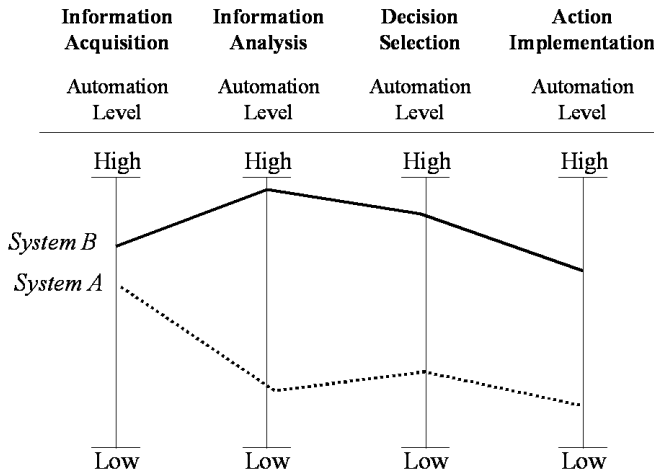 Information Information Decision Action
Acquisition Analysis Selection Implementation
Automation Automation Automation Automation
Level Level Level Level
High High High High
System B
System A
Low Low Low Low